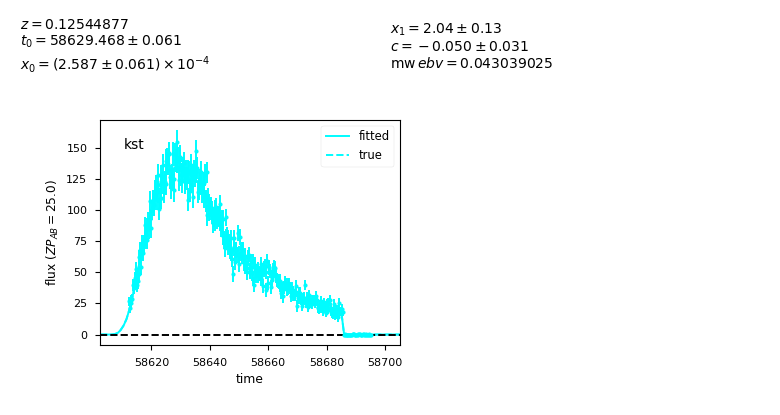 z = 0.12544877
t₀ = 58629.468 ± 0.061
x₀ = (2.587 ± 0.061) × 10⁻⁴
x₁ = 2.04 ± 0.13
c = −0.050 ± 0.031
mw ebv = 0.043039025
kst
fitted
true
flux (ZP_AB = 25.0)
150
125
100
75
50
25
0
58620 58640 58660 58680 58700
time